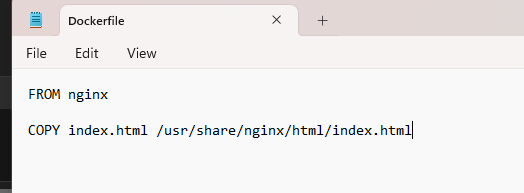 Dockerfile
File Edit View
FROM nginx
COPY index.html /usr/share/nginx/html/index.html